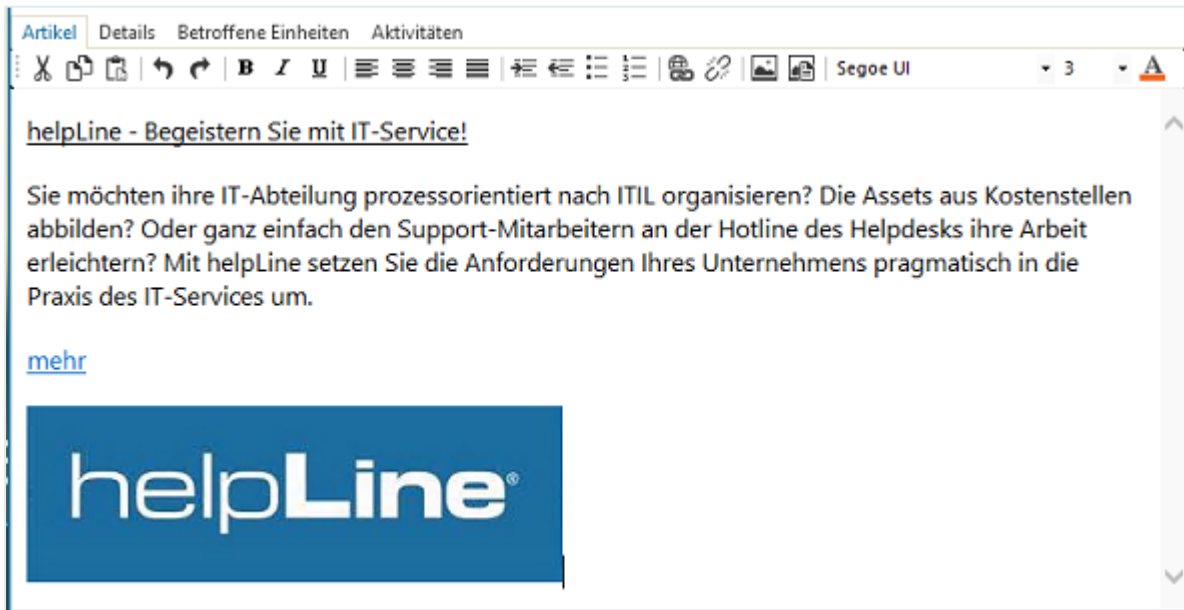 Artikel Details Betroffene Einheiten Aktivitäten
B I U Segoe UI 3 A
helpLine - Begeistern Sie mit IT-Service!
Sie möchten ihre IT-Abteilung prozessorientiert nach ITIL organisieren? Die Assets aus Kostenstellen
abbilden? Oder ganz einfach den Support-Mitarbeitern an der Hotline des Helpdesks ihre Arbeit
erleichtern? Mit helpLine setzen Sie die Anforderungen Ihres Unternehmens pragmatisch in die
Praxis des IT-Services um.
mehr
helpLine®